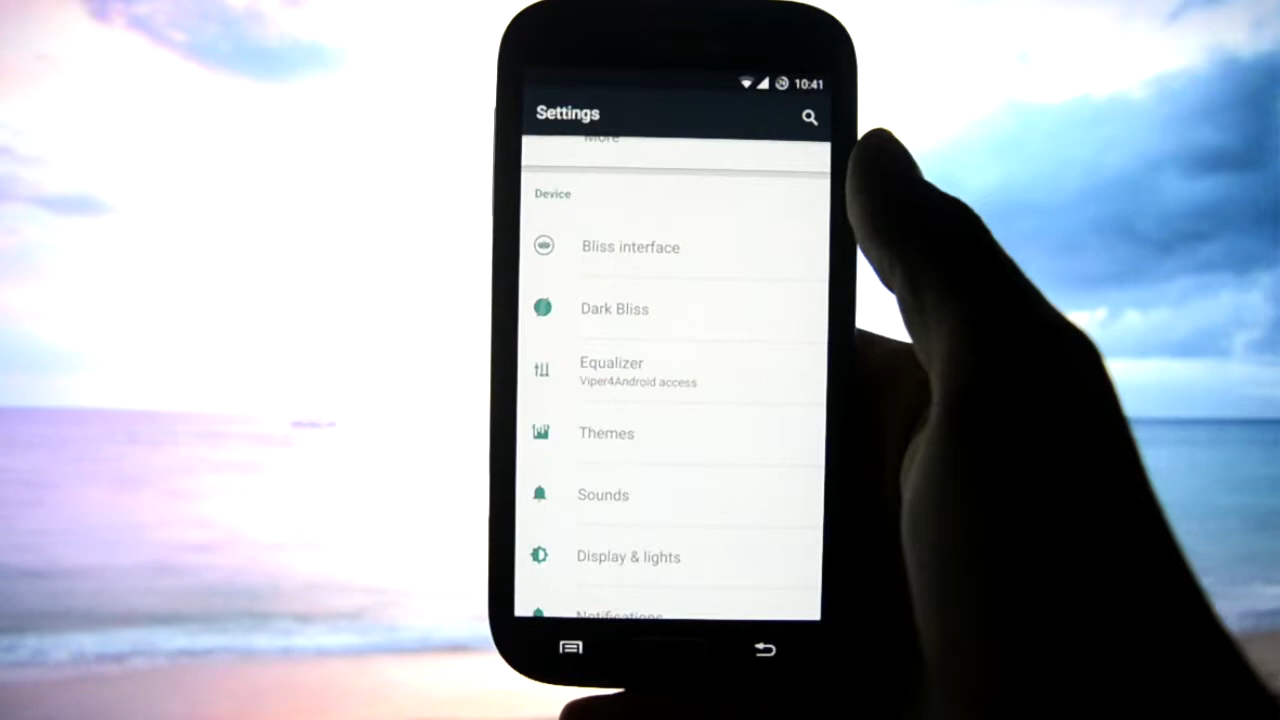 10:41
Settings
More
Device
Bliss interface
Dark Bliss
Equalizer
Viper4Android access
Themes
Sounds
Display & lights
Notifications